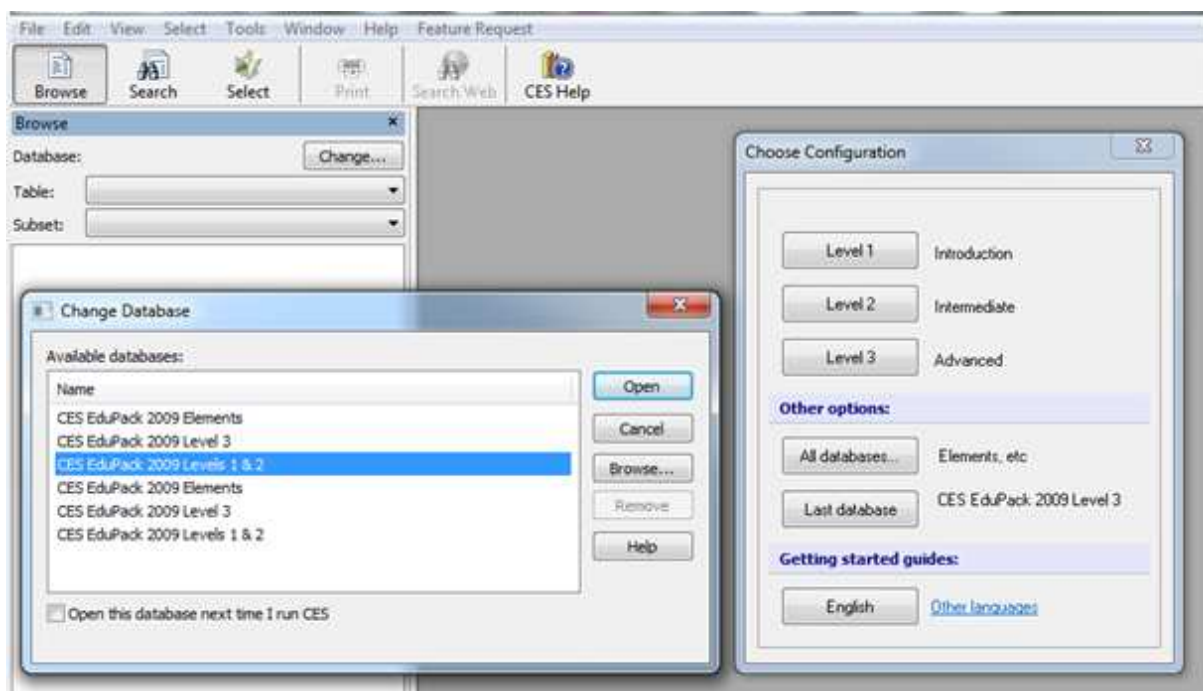 File Edit View Select Tools Window Help Feature Request
Browse Search Select Print Search Web CES Help
Browse
Database: Change...
Table:
Subset:
Change Database
Available databases:
Name
CES EduPack 2009 Elements
CES EduPack 2009 Level 3
CES EduPack 2009 Levels 1 & 2
CES EduPack 2009 Elements
CES EduPack 2009 Level 3
CES EduPack 2009 Levels 1 & 2
Open
Cancel
Browse...
Remove
Help
Open this database next time I run CES
Choose Configuration
Level 1 Introduction
Level 2 Intermediate
Level 3 Advanced
Other options:
All databases... Elements, etc
Last database CES EduPack 2009 Level 3
Getting started guides:
English Other languages